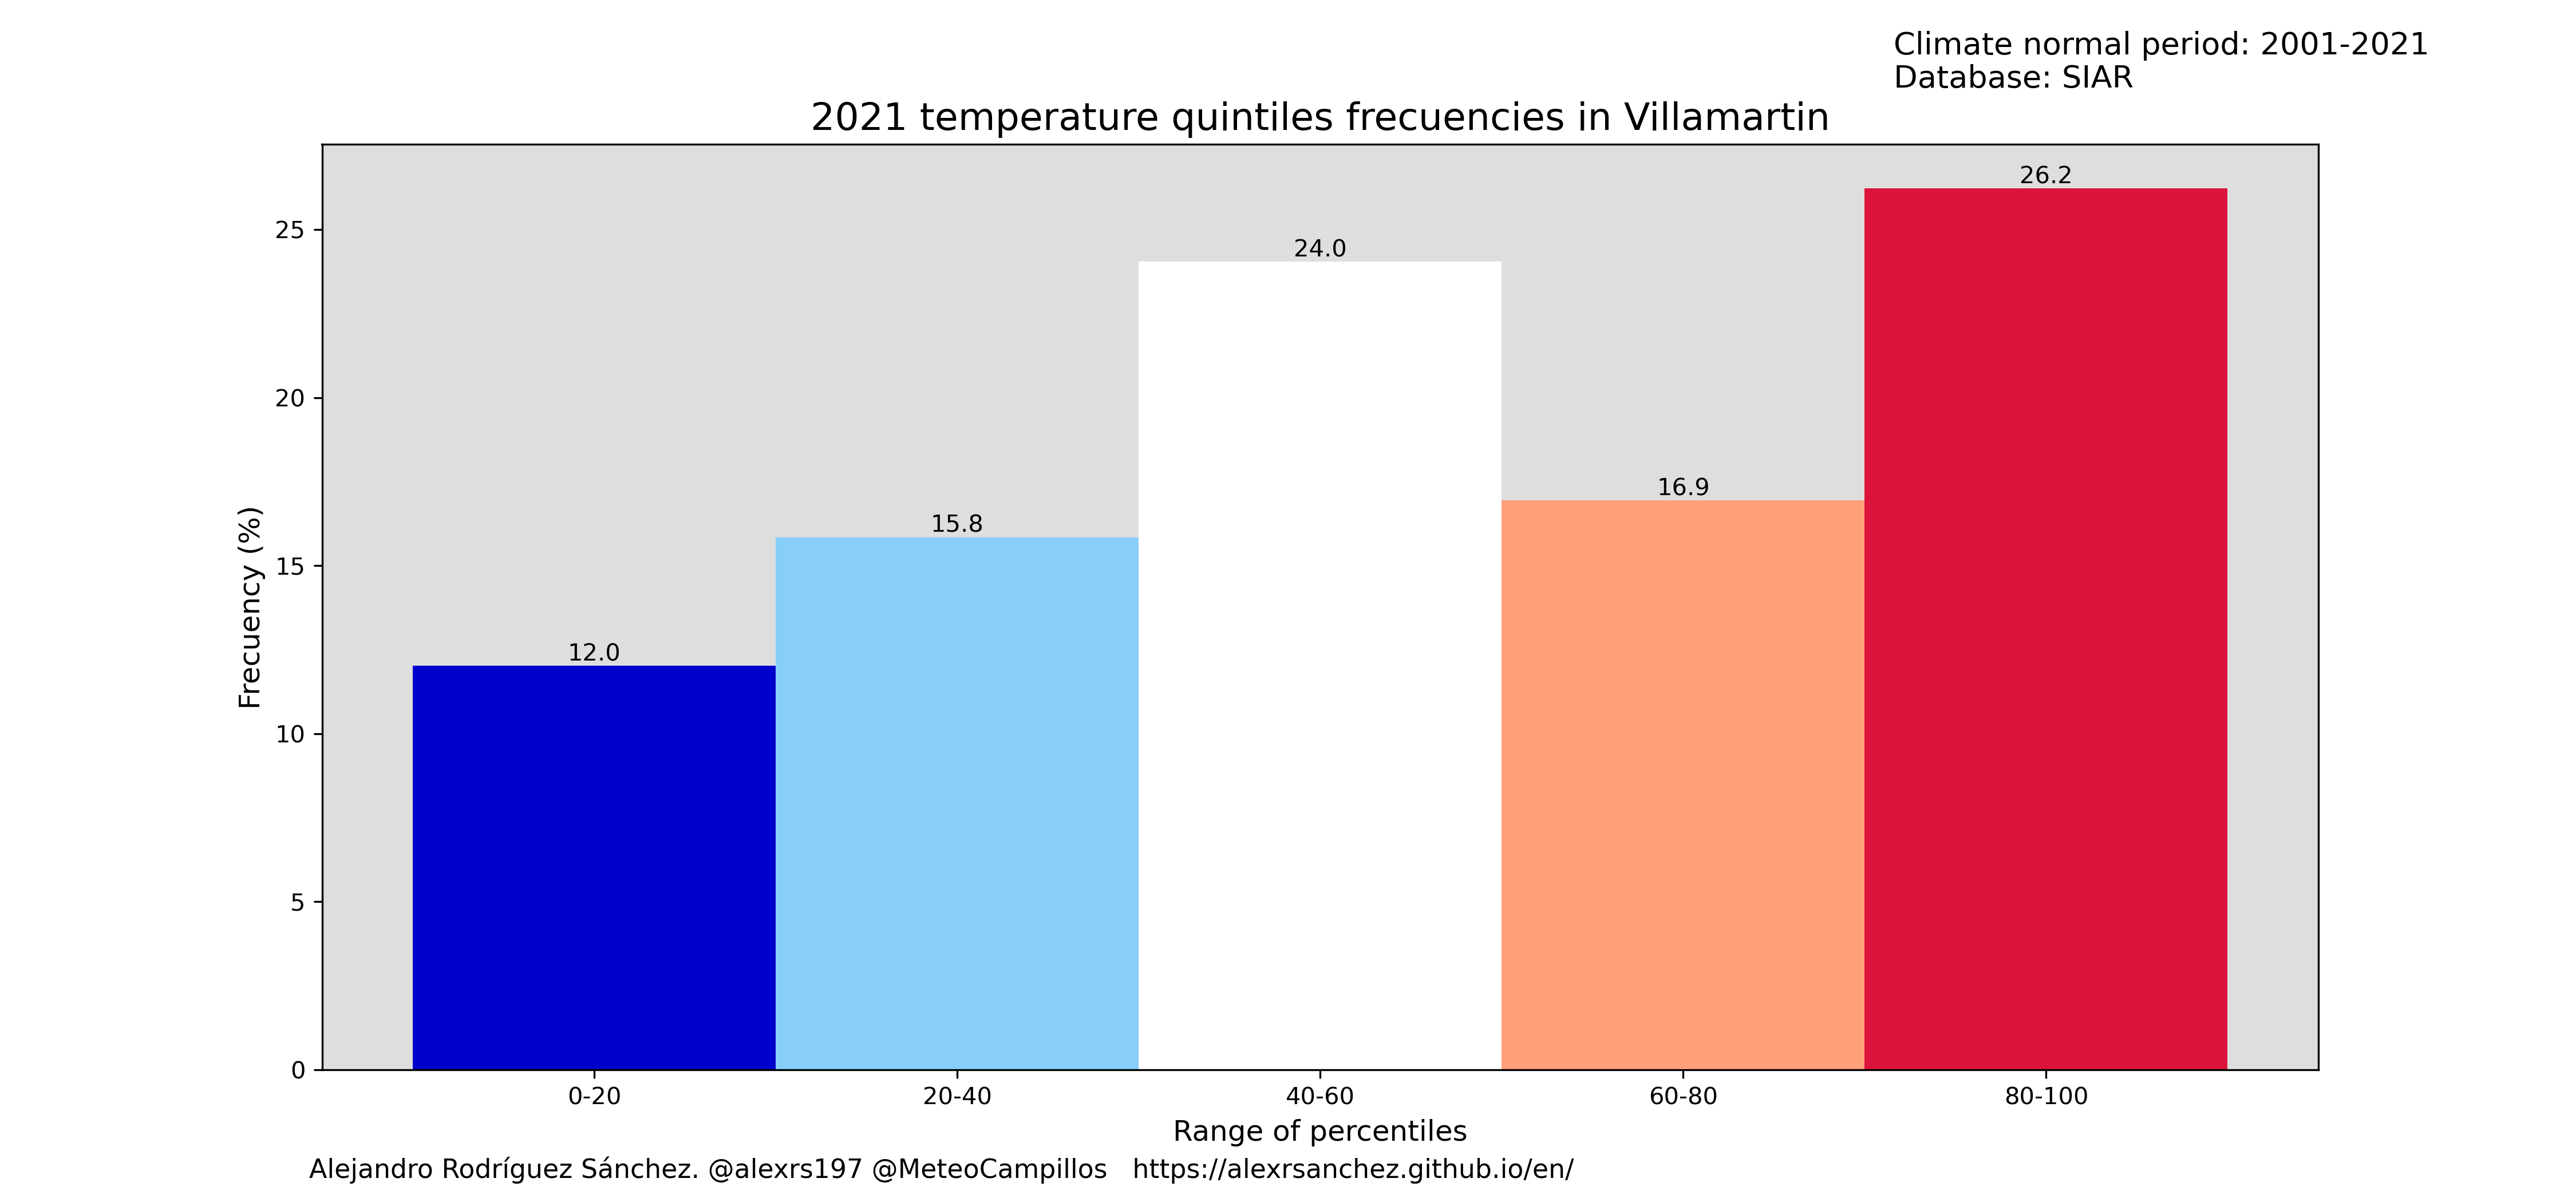 Climate normal period: 2001-2021
Database: SIAR
2021 temperature quintiles frecuencies in Villamartin
26.2
25
24.0
20
16.9
15.8
15
12.0
10
5
0
Frecuency (%)
0-20 20-40 40-60 60-80 80-100
Range of percentiles
Alejandro Rodríguez Sánchez. @alexrs197 @MeteoCampillos https://alexrsanchez.github.io/en/